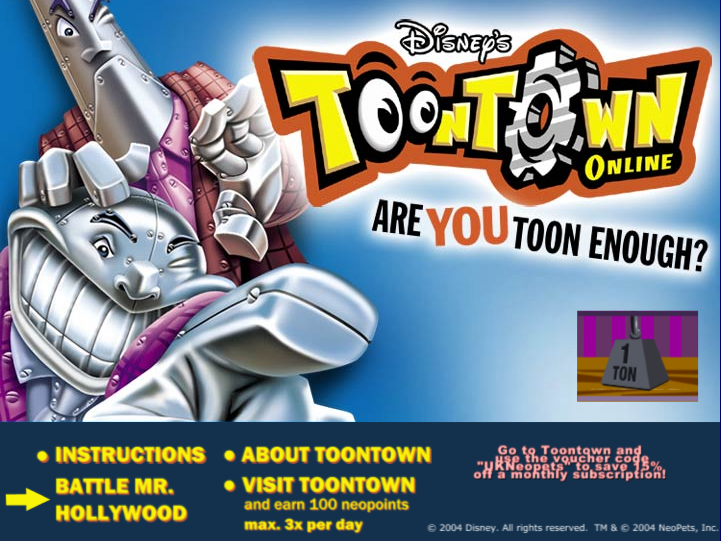 Disney's
TOONTOWN
ONLINE
ARE YOU TOON ENOUGH?
1
TON
• INSTRUCTIONS
BATTLE MR.
HOLLYWOOD
• ABOUT TOONTOWN
• VISIT TOONTOWN
and earn 100 neopoints
max. 3x per day
Go to Toontown and
use the voucher code
"UKNeopets" to save 15%
off a monthly subscription!
© 2004 Disney. All rights reserved. TM & © 2004 NeoPets, Inc.